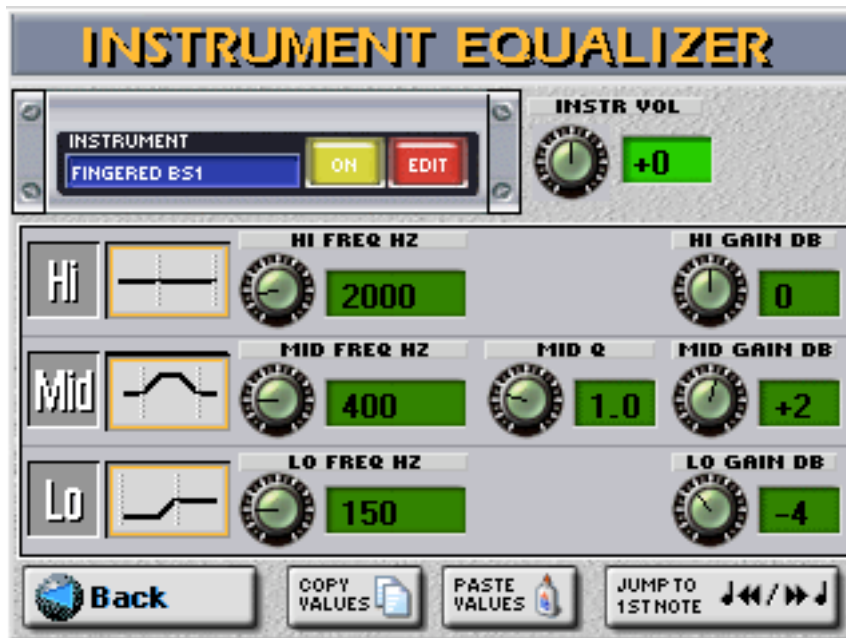 INSTRUMENT EQUALIZER
INSTR VOL
INSTRUMENT
FINGERED BS1
ON
EDIT
+0
Hi
HI FREQ HZ
2000
HI GAIN DB
0
Mid
MID FREQ HZ
400
MID Q
1.0
MID GAIN DB
+2
Lo
LO FREQ HZ
150
LO GAIN DB
-4
Back
COPY
VALUES
PASTE
VALUES
JUMP TO
1ST NOTE